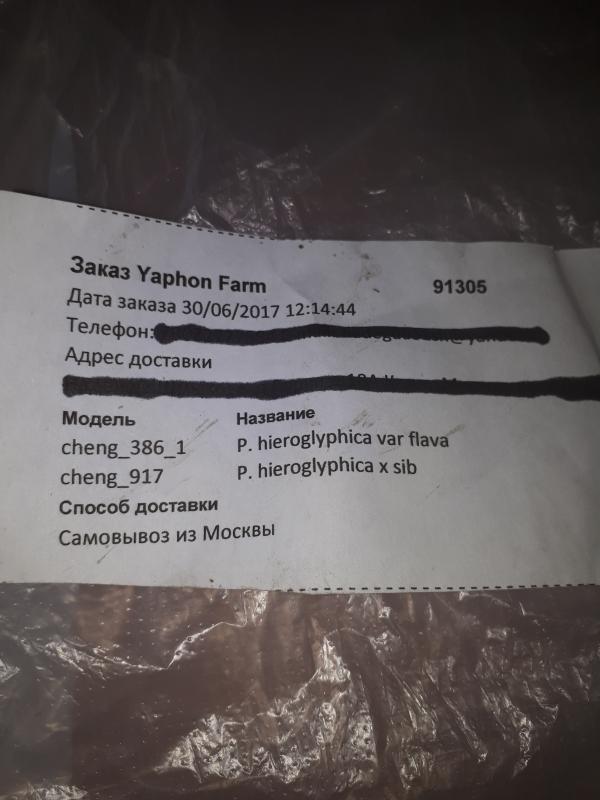 Заказ Yaphon Farm 91305
Дата заказа 30/06/2017 12:14:44
Телефон:
Адрес доставки
Модель Название
cheng_386_1 P. hieroglyphica var flava
cheng_917 P. hieroglyphica x sib
Способ доставки
Самовывоз из Москвы